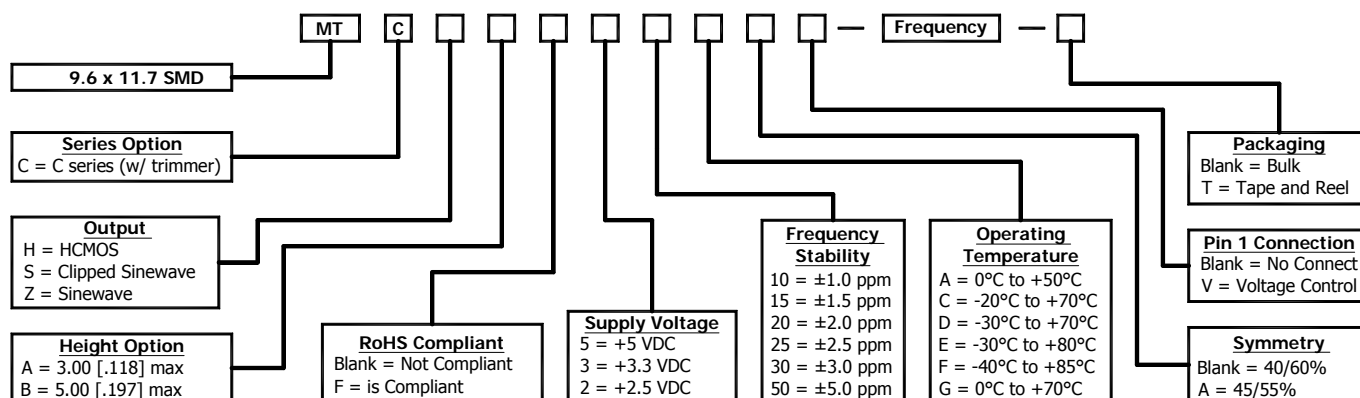 MT C — Frequency —
9.6 x 11.7 SMD
Series Option
C = C series (w/ trimmer)
Output
H = HCMOS
S = Clipped Sinewave
Z = Sinewave
Height Option
A = 3.00 [.118] max
B = 5.00 [.197] max
RoHS Compliant
Blank = Not Compliant
F = is Compliant
Supply Voltage
5 = +5 VDC
3 = +3.3 VDC
2 = +2.5 VDC
Frequency
Stability
10 = ±1.0 ppm
15 = ±1.5 ppm
20 = ±2.0 ppm
25 = ±2.5 ppm
30 = ±3.0 ppm
50 = ±5.0 ppm
Operating
Temperature
A = 0°C to +50°C
C = -20°C to +70°C
D = -30°C to +70°C
E = -30°C to +80°C
F = -40°C to +85°C
G = 0°C to +70°C
Packaging
Blank = Bulk
T = Tape and Reel
Pin 1 Connection
Blank = No Connect
V = Voltage Control
Symmetry
Blank = 40/60%
A = 45/55%